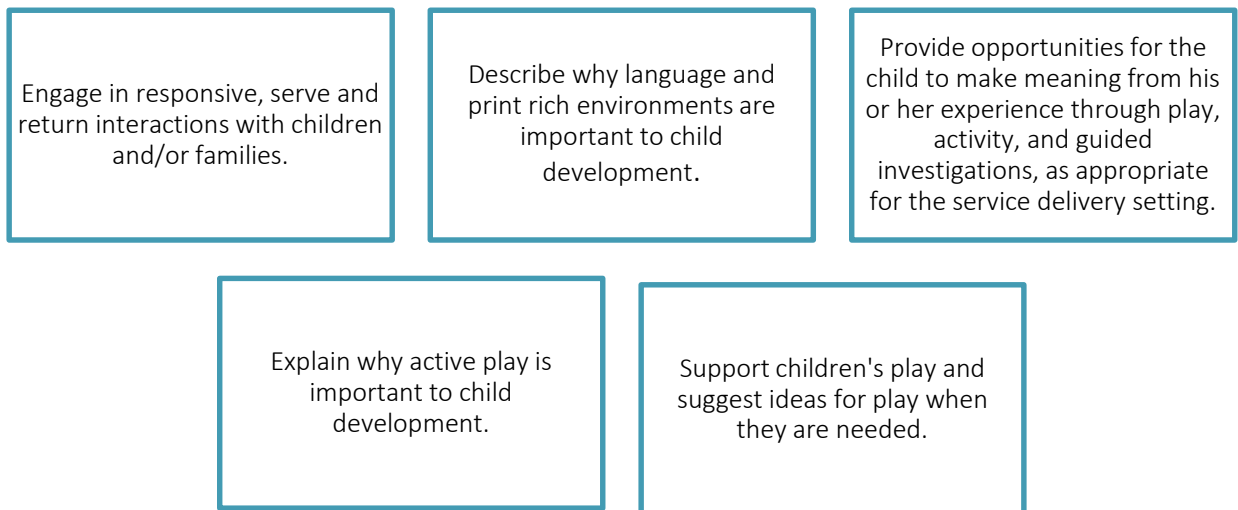 Engage in responsive, serve and
return interactions with children
and/or families.
Describe why language and
print rich environments are
important to child
development.
Provide opportunities for the
child to make meaning from his
or her experience through play,
activity, and guided
investigations, as appropriate
for the service delivery setting.
Explain why active play is
important to child
development.
Support children's play and
suggest ideas for play when
they are needed.